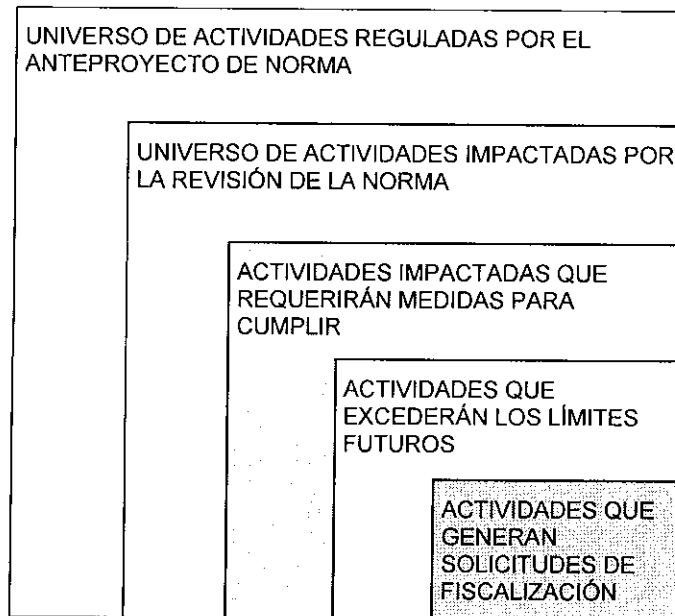 UNIVERSO DE ACTIVIDADES REGULADAS POR EL
ANTEPROYECTO DE NORMA
UNIVERSO DE ACTIVIDADES IMPACTADAS POR
LA REVISIÓN DE LA NORMA
ACTIVIDADES IMPACTADAS QUE
REQUERIRÁN MEDIDAS PARA
CUMPLIR
ACTIVIDADES QUE
EXCEDERÁN LOS LÍMITES
FUTUROS
ACTIVIDADES QUE
GENERAN
SOLICITUDES DE
FISCALIZACIÓN